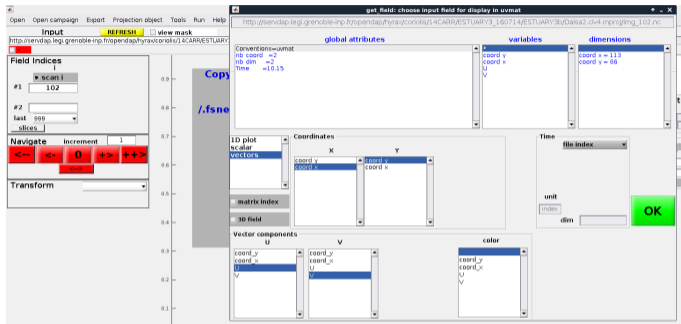 Open Open campaign Export Projection object Tools Run Help
Input REFRESH view mask
http://servdap.legi.grenoble-inp.fr/opendap/hyrax/coriolis/14CARR/ESTUARY
Field Indices
i
scan i
#1 102
#2
last 999
slices
Navigate increment 1
<-- <- 0 +> ++>
<-->
Transform
0.9
0.8
0.7
0.6
0.5
0.4
0.3
0.2
0.1
Copy
/.fsne
get_field: choose input field for display in uvmat
http://servdap.legi.grenoble-inp.fr/opendap/hyrax/coriolis/14CARR/ESTUARY3_160714/ESTUARY3b/Dalsa2.civ4.mproj/img_102.nc
global attributes
Conventions=uvmat
nb coord =2
nb dim =2
Time =10.15
variables
*
coord y
coord x
U
V
dimensions
coord x = 113
coord y = 86
1D plot
scalar
vectors
matrix index
3D field
Coordinates
X
coord y
coord x
Y
coord y
coord x
Time
file index
unit
index
dim
OK
Vector components
U
coord_y
coord_x
U
V
V
coord_y
coord_x
U
V
color
coord_y
coord_x
U
V